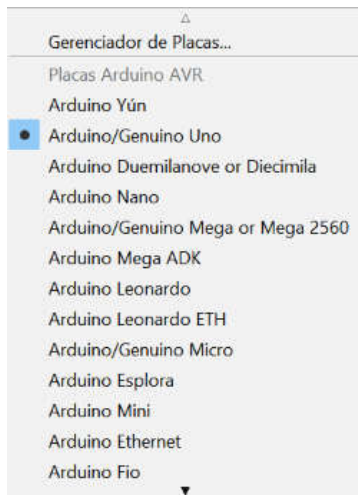 Gerenciador de Placas...
Placas Arduino AVR
Arduino Yún
Arduino/Genuino Uno
Arduino Duemilanove or Diecimila
Arduino Nano
Arduino/Genuino Mega or Mega 2560
Arduino Mega ADK
Arduino Leonardo
Arduino Leonardo ETH
Arduino/Genuino Micro
Arduino Esplora
Arduino Mini
Arduino Ethernet
Arduino Fio